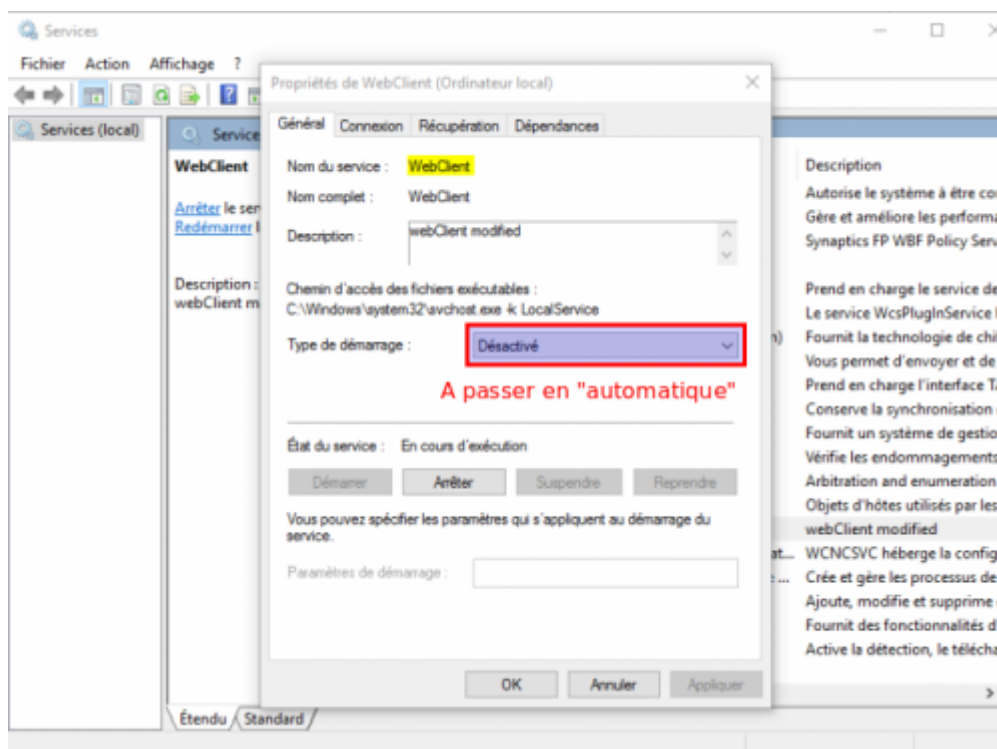 Services
Fichier Action Affichage ?
Services (local)
Service
WebClient
Arrêter le ser
Redémarrer l
Description :
webClient m
Propriétés de WebClient (Ordinateur local)
Général Connexion Récupération Dépendances
Nom du service : WebClient
Nom complet : WebClient
Description : webClient modified
Chemin d'accès des fichiers exécutables :
C:\Windows\system32\svchost.exe -k LocalService
Type de démarrage : Désactivé
A passer en "automatique"
État du service : En cours d'exécution
Démarrer Arrêter Suspendre Reprendre
Vous pouvez spécifier les paramètres qui s'appliquent au démarrage du
service.
Paramètres de démarrage :
OK Annuler Appliquer
Description
Autorise le système à être co
Gère et améliore les performa
Synaptics FP WBF Policy Serv
Prend en charge le service de
Le service WcsPlugInService
n) Fournit la technologie de chi
Vous permet d'envoyer et de
Prend en charge l'interface TA
Conserve la synchronisation
Fournit un système de gestio
Vérifie les endommagements
Arbitration and enumeration
Objets d'hôtes utilisés par les
webClient modified
at... WCNCSVC héberge la config
e ... Crée et gère les processus de
Ajoute, modifie et supprime
Fournit des fonctionnalités d
Active la détection, le télécha
Étendu Standard